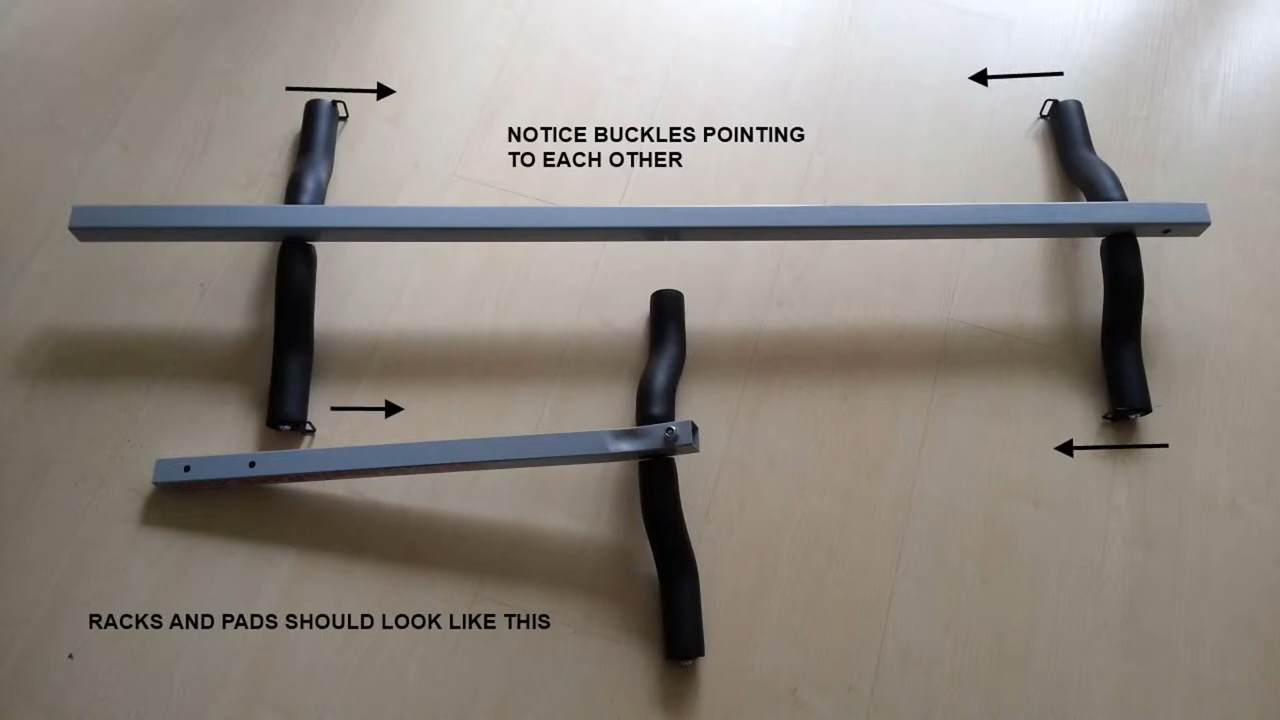 NOTICE BUCKLES POINTING
TO EACH OTHER
RACKS AND PADS SHOULD LOOK LIKE THIS